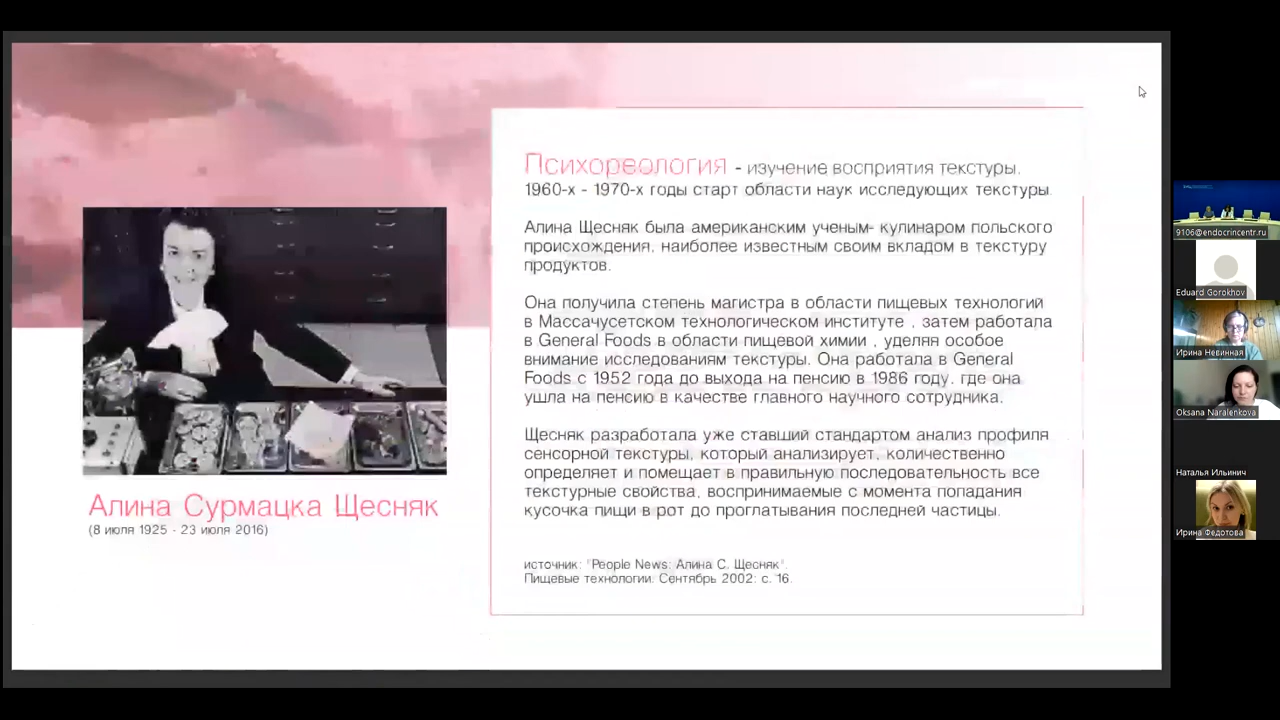 Психореология - изучение восприятия текстуры.
1960-х - 1970-х годы старт области наук исследующих текстуры.
Алина Щесняк была американским ученым- кулинаром польского
происхождения, наиболее известным своим вкладом в текстуру
продуктов.
Она получила степень магистра в области пищевых технологий
в Массачусетском технологическом институте , затем работала
в General Foods в области пищевой химии , уделяя особое
внимание исследованиям текстуры. Она работала в General
Foods с 1952 года до выхода на пенсию в 1986 году, где она
ушла на пенсию в качестве главного научного сотрудника.
Щесняк разработала уже ставший стандартом анализ профиля
сенсорной текстуры, который анализирует, количественно
определяет и помещает в правильную последовательность все
текстурные свойства, воспринимаемые с момента попадания
кусочка пищи в рот до проглатывания последней частицы.
источник: "People News: Алина С. Щесняк".
Пищевые технологии: Сентябрь 2002: с. 16.
Алина Сурмацка Щесняк
(8 июля 1925 - 23 июля 2016)
9106@endocrincentr.ru
Eduard Gorokhov
Ирина Невинная
Oksana Naralenkova
Наталья Ильинич
Ирина Федотова